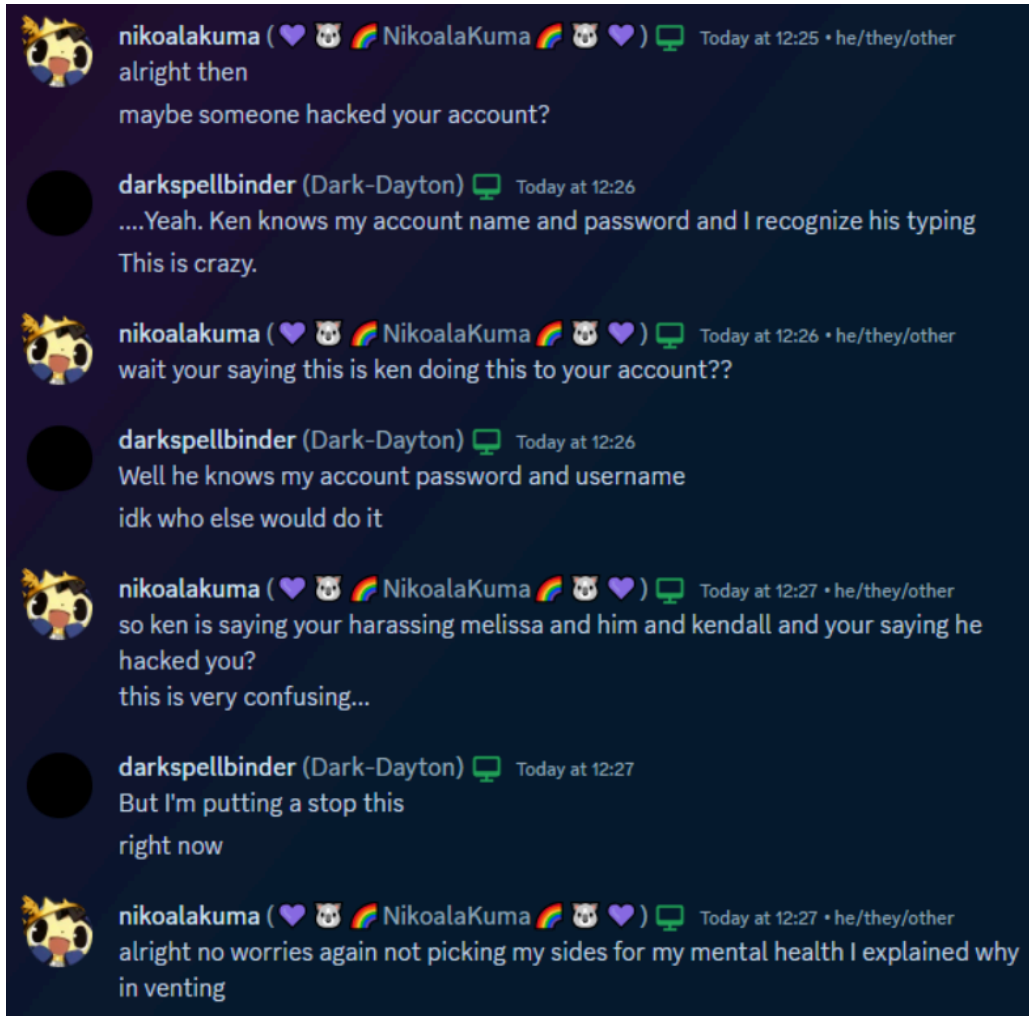 nikoalakuma (💜 🐨 🌈 NikoalaKuma 🌈 🐨 💜) Today at 12:25 • he/they/other
alright then
maybe someone hacked your account?
darkspellbinder (Dark-Dayton) Today at 12:26
....Yeah. Ken knows my account name and password and I recognize his typing
This is crazy.
nikoalakuma (💜 🐨 🌈 NikoalaKuma 🌈 🐨 💜) Today at 12:26 • he/they/other
wait your saying this is ken doing this to your account??
darkspellbinder (Dark-Dayton) Today at 12:26
Well he knows my account password and username
idk who else would do it
nikoalakuma (💜 🐨 🌈 NikoalaKuma 🌈 🐨 💜) Today at 12:27 • he/they/other
so ken is saying your harassing melissa and him and kendall and your saying he
hacked you?
this is very confusing...
darkspellbinder (Dark-Dayton) Today at 12:27
But I'm putting a stop this
right now
nikoalakuma (💜 🐨 🌈 NikoalaKuma 🌈 🐨 💜) Today at 12:27 • he/they/other
alright no worries again not picking my sides for my mental health I explained why
in venting